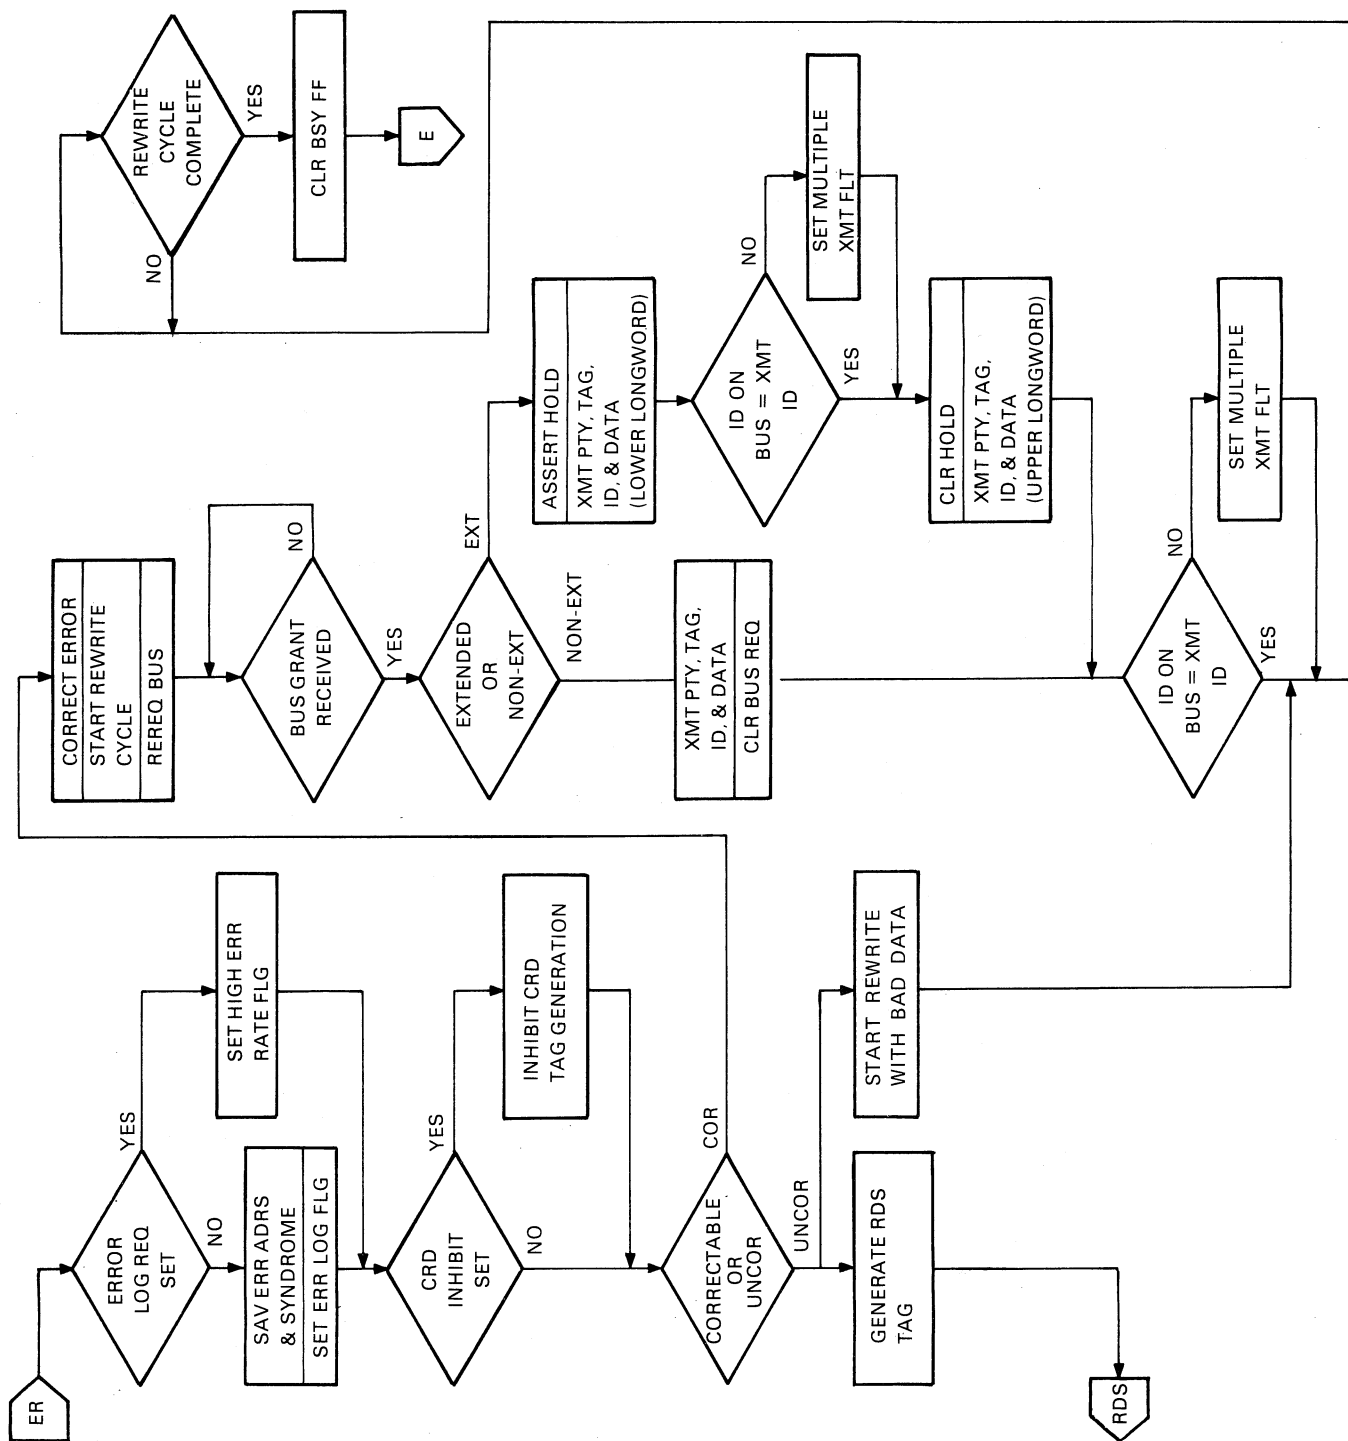 ER
ERROR
LOG REQ
SET
YES
NO
SET HIGH ERR
RATE FLG
SAV ERR ADRS
& SYNDROME
SET ERR LOG FLG
CRD
INHIBIT
SET
YES
NO
INHIBIT CRD
TAG GENERATION
CORRECTABLE
OR
UNCOR
COR
UNCOR
GENERATE RDS
TAG
START REWRITE
WITH BAD DATA
RDS
CORRECT ERROR
START REWRITE
CYCLE
REREQ BUS
BUS GRANT
RECEIVED
NO
YES
EXTENDED
OR
NON-EXT
EXT
NON-EXT
XMT PTY, TAG,
ID, & DATA
CLR BUS REQ
ASSERT HOLD
XMT PTY, TAG,
ID, & DATA
(LOWER LONGWORD)
ID ON
BUS = XMT
ID
NO
YES
SET MULTIPLE
XMT FLT
CLR HOLD
XMT PTY, TAG,
ID, & DATA
(UPPER LONGWORD)
ID ON
BUS = XMT
ID
NO
YES
SET MULTIPLE
XMT FLT
REWRITE
CYCLE
COMPLETE
NO
YES
CLR BSY FF
E